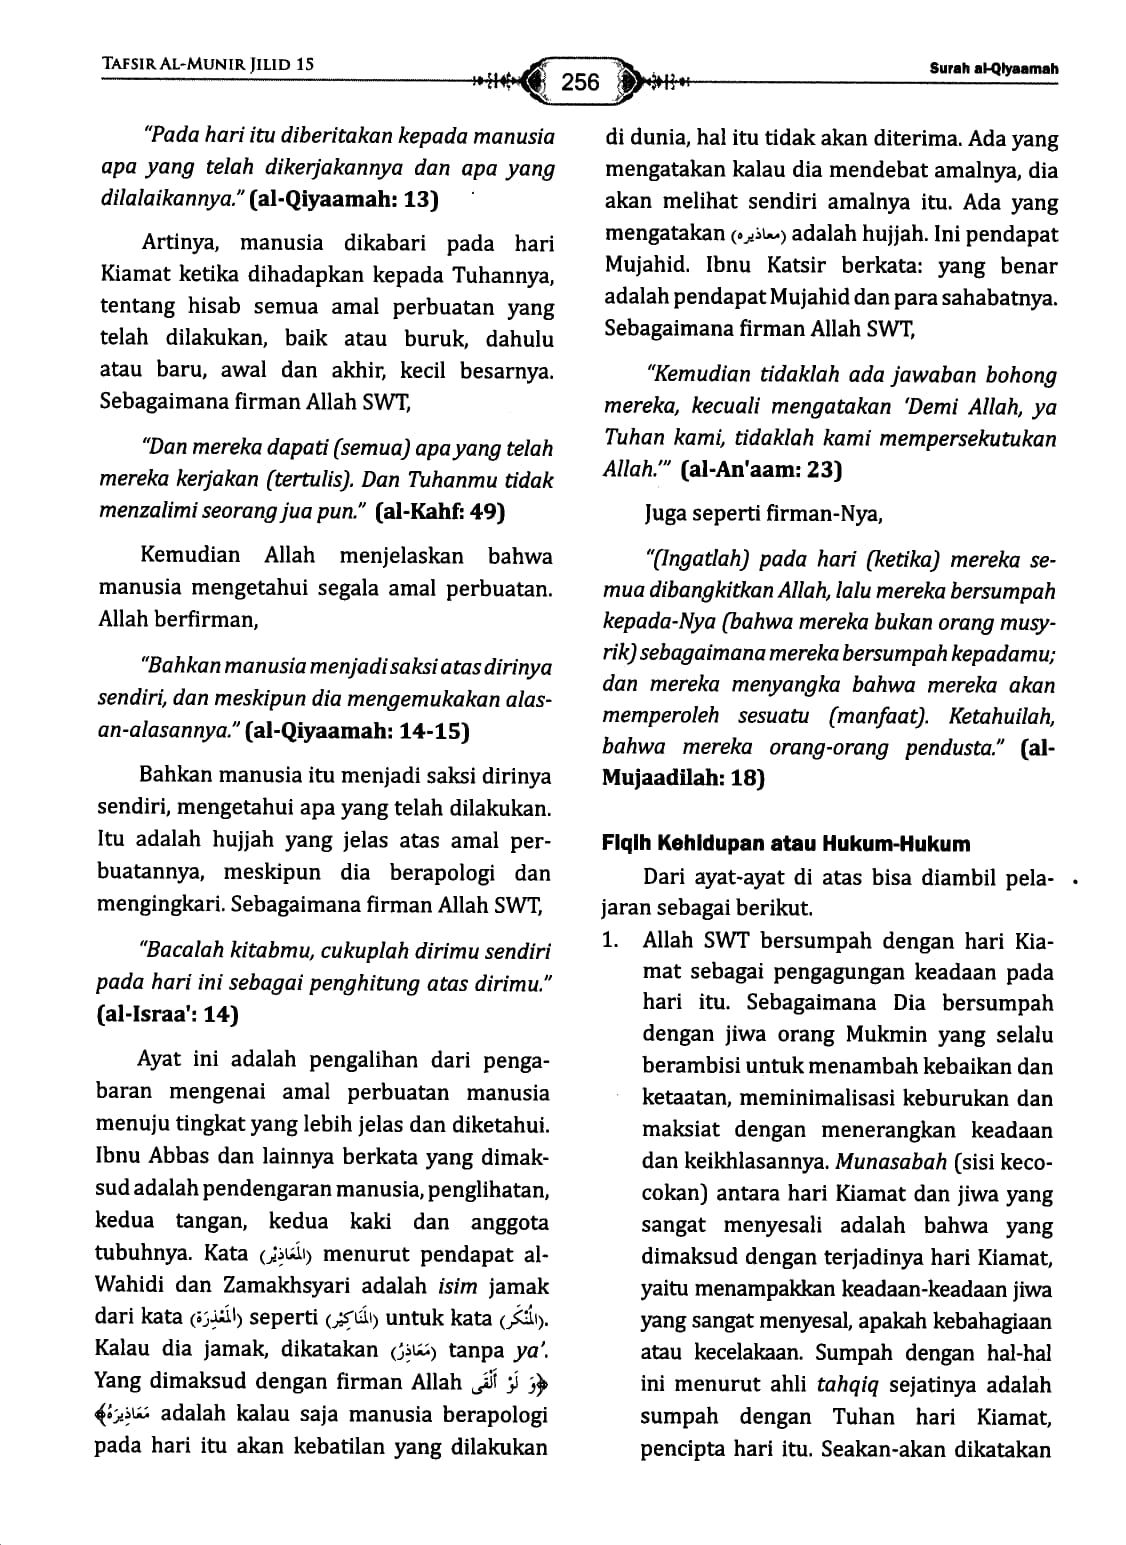 TAFSIR AL-MUNIR JILID 15
256
Surah al-Qiyaamah
"Pada hari itu diberitakan kepada manusia
apa yang telah dikerjakannya dan apa yang
dilalaikannya." (al-Qiyaamah: 13)
Artinya, manusia dikabari pada hari
Kiamat ketika dihadapkan kepada Tuhannya,
tentang hisab semua amal perbuatan yang
telah dilakukan, baik atau buruk, dahulu
atau baru, awal dan akhir, kecil besarnya.
Sebagaimana firman Allah SWT,
"Dan mereka dapati (semua) apa yang telah
mereka kerjakan (tertulis). Dan Tuhanmu tidak
menzalimi seorang jua pun." (al-Kahf: 49)
Kemudian Allah menjelaskan bahwa
manusia mengetahui segala amal perbuatan.
Allah berfirman,
"Bahkan manusia menjadi saksi atas dirinya
sendiri, dan meskipun dia mengemukakan alas-
an-alasannya." (al-Qiyaamah: 14-15)
Bahkan manusia itu menjadi saksi dirinya
sendiri, mengetahui apa yang telah dilakukan.
Itu adalah hujjah yang jelas atas amal per-
buatannya, meskipun dia berapologi dan
mengingkari. Sebagaimana firman Allah SWT,
"Bacalah kitabmu, cukuplah dirimu sendiri
pada hari ini sebagai penghitung atas dirimu."
(al-Israa': 14)
Ayat ini adalah pengalihan dari penga-
baran mengenai amal perbuatan manusia
menuju tingkat yang lebih jelas dan diketahui.
Ibnu Abbas dan lainnya berkata yang dimak-
sud adalah pendengaran manusia, penglihatan,
kedua tangan, kedua kaki dan anggota
tubuhnya. Kata (المَعَاذِيْر) menurut pendapat al-
Wahidi dan Zamakhsyari adalah isim jamak
dari kata (المَعْذِرَة) seperti (المَنَاكِيْر) untuk kata (المُنْكَر).
Kalau dia jamak, dikatakan (مَعَاذِرُ) tanpa ya'.
Yang dimaksud dengan firman Allah ﴿وَ لَوْ أَلْقَى
مَعَاذِيرَهُ﴾ adalah kalau saja manusia berapologi
pada hari itu akan kebatilan yang dilakukan
di dunia, hal itu tidak akan diterima. Ada yang
mengatakan kalau dia mendebat amalnya, dia
akan melihat sendiri amalnya itu. Ada yang
mengatakan (معاذيره) adalah hujjah. Ini pendapat
Mujahid. Ibnu Katsir berkata: yang benar
adalah pendapat Mujahid dan para sahabatnya.
Sebagaimana firman Allah SWT,
"Kemudian tidaklah ada jawaban bohong
mereka, kecuali mengatakan 'Demi Allah, ya
Tuhan kami, tidaklah kami mempersekutukan
Allah.'" (al-An'aam: 23)
Juga seperti firman-Nya,
"(Ingatlah) pada hari (ketika) mereka se-
mua dibangkitkan Allah, lalu mereka bersumpah
kepada-Nya (bahwa mereka bukan orang musy-
rik) sebagaimana mereka bersumpah kepadamu;
dan mereka menyangka bahwa mereka akan
memperoleh sesuatu (manfaat). Ketahuilah,
bahwa mereka orang-orang pendusta." (al-
Mujaadilah: 18)
Fiqih Kehidupan atau Hukum-Hukum
Dari ayat-ayat di atas bisa diambil pela-
jaran sebagai berikut.
1. Allah SWT bersumpah dengan hari Kia-
mat sebagai pengagungan keadaan pada
hari itu. Sebagaimana Dia bersumpah
dengan jiwa orang Mukmin yang selalu
berambisi untuk menambah kebaikan dan
ketaatan, meminimalisasi keburukan dan
maksiat dengan menerangkan keadaan
dan keikhlasannya. Munasabah (sisi keco-
cokan) antara hari Kiamat dan jiwa yang
sangat menyesali adalah bahwa yang
dimaksud dengan terjadinya hari Kiamat,
yaitu menampakkan keadaan-keadaan jiwa
yang sangat menyesal, apakah kebahagiaan
atau kecelakaan. Sumpah dengan hal-hal
ini menurut ahli tahqiq sejatinya adalah
sumpah dengan Tuhan hari Kiamat,
pencipta hari itu. Seakan-akan dikatakan